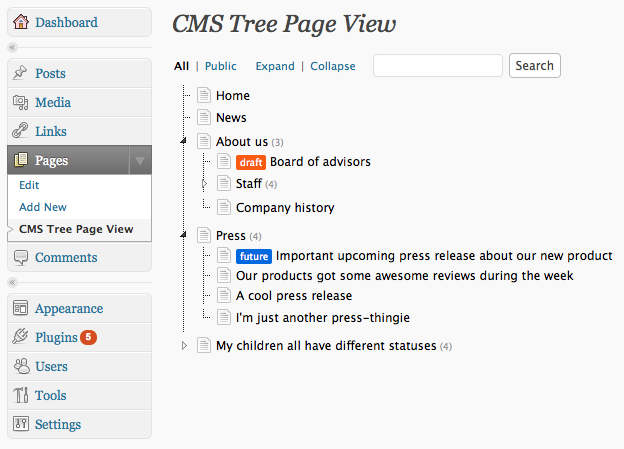 Dashboard
Posts
Media
Links
Pages
Edit
Add New
CMS Tree Page View
Comments
Appearance
Plugins 5
Users
Tools
Settings
CMS Tree Page View
All | Public Expand | Collapse Search
Home
News
About us (3)
draft Board of advisors
Staff (4)
Company history
Press (4)
future Important upcoming press release about our new product
Our products got some awesome reviews during the week
A cool press release
I'm just another press-thingie
My children all have different statuses (4)